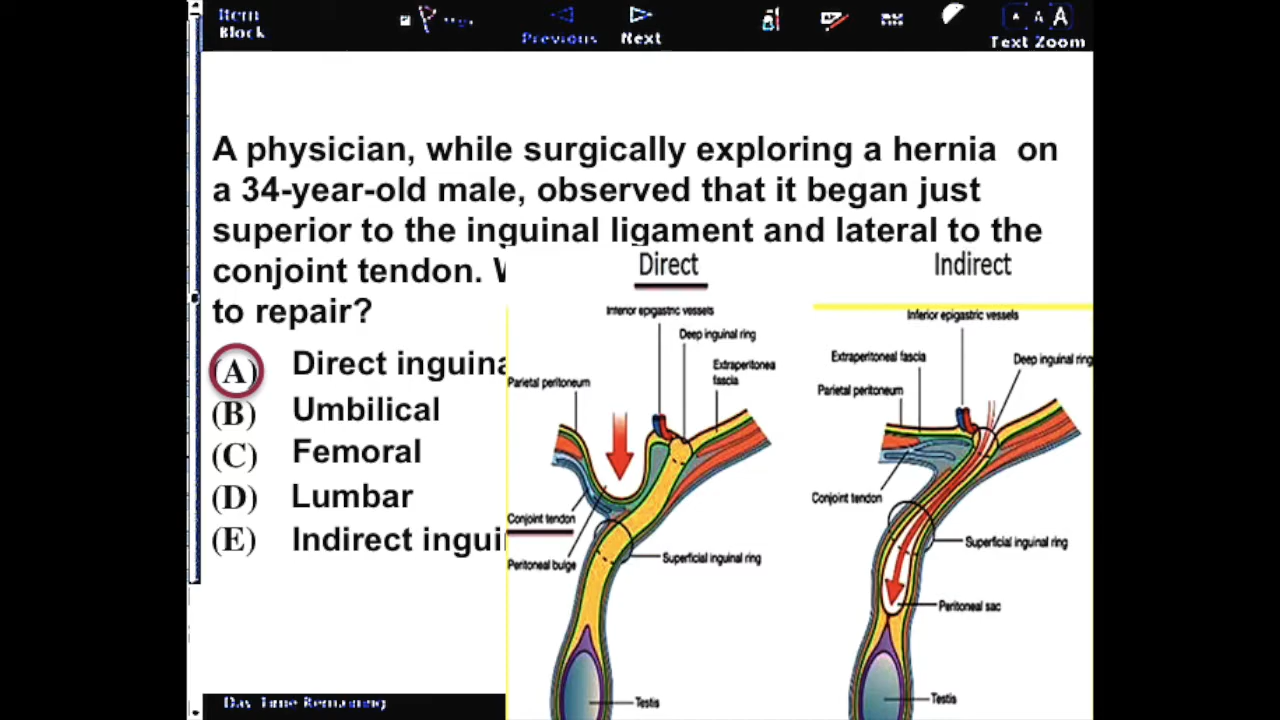 Item
Block
Previous
Next
A A A
Text Zoom
A physician, while surgically exploring a hernia on
a 34-year-old male, observed that it began just
superior to the inguinal ligament and lateral to the
conjoint tendon. W
to repair?
(A) Direct inguina
(B) Umbilical
(C) Femoral
(D) Lumbar
(E) Indirect ingui
Direct
Inferior epigastric vessels
Deep inguinal ring
Extraperitonea
fascia
Parietal peritoneum
Conjoint tendon
Peritoneal bulge
Superficial inguinal ring
Testis
Indirect
Inferior epigastric vessels
Extraperitoneal fascia
Deep inguinal ring
Parietal peritoneum
Conjoint tendon
Superficial inguinal ring
Peritoneal sac
Testis
Day Time Remaining